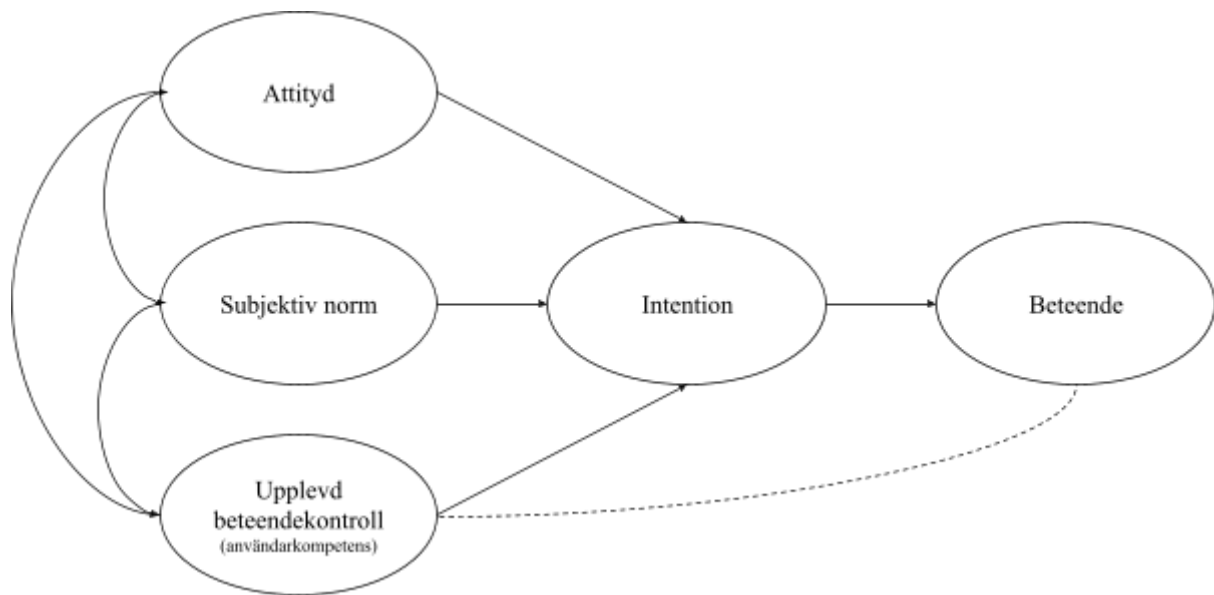 Attityd
Subjektiv norm
Intention
Beteende
Upplevd
beteendekontroll
(användarkompetens)